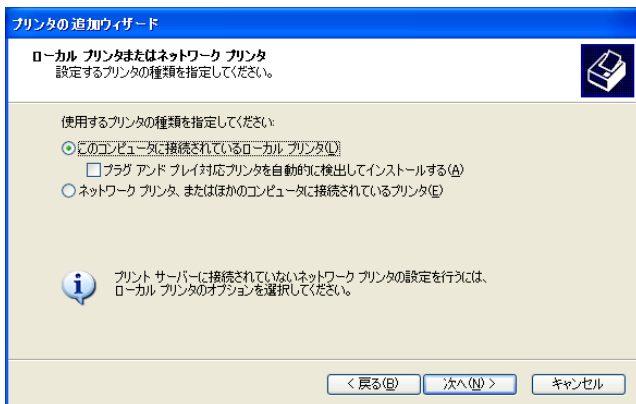 プリンタの追加ウィザード
ローカル プリンタまたはネットワーク プリンタ
設定するプリンタの種類を指定してください。
使用するプリンタの種類を指定してください:
このコンピュータに接続されているローカル プリンタ(L)
プラグ アンド プレイ対応プリンタを自動的に検出してインストールする(A)
ネットワーク プリンタ、またはほかのコンピュータに接続されているプリンタ(E)
プリント サーバーに接続されていないネットワーク プリンタの設定を行うには、
ローカル プリンタのオプションを選択してください。
< 戻る(B) 次へ(N) > キャンセル